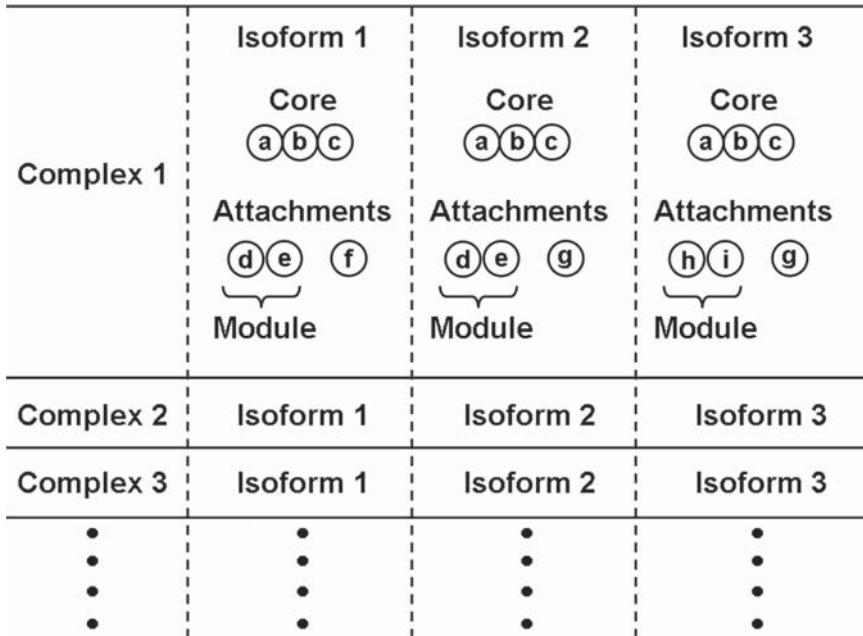 Isoform 1 Isoform 2 Isoform 3
Core Core Core
a b c a b c a b c
Complex 1
Attachments Attachments Attachments
d e f d e g h i g
Module Module Module
Complex 2 Isoform 1 Isoform 2 Isoform 3
Complex 3 Isoform 1 Isoform 2 Isoform 3